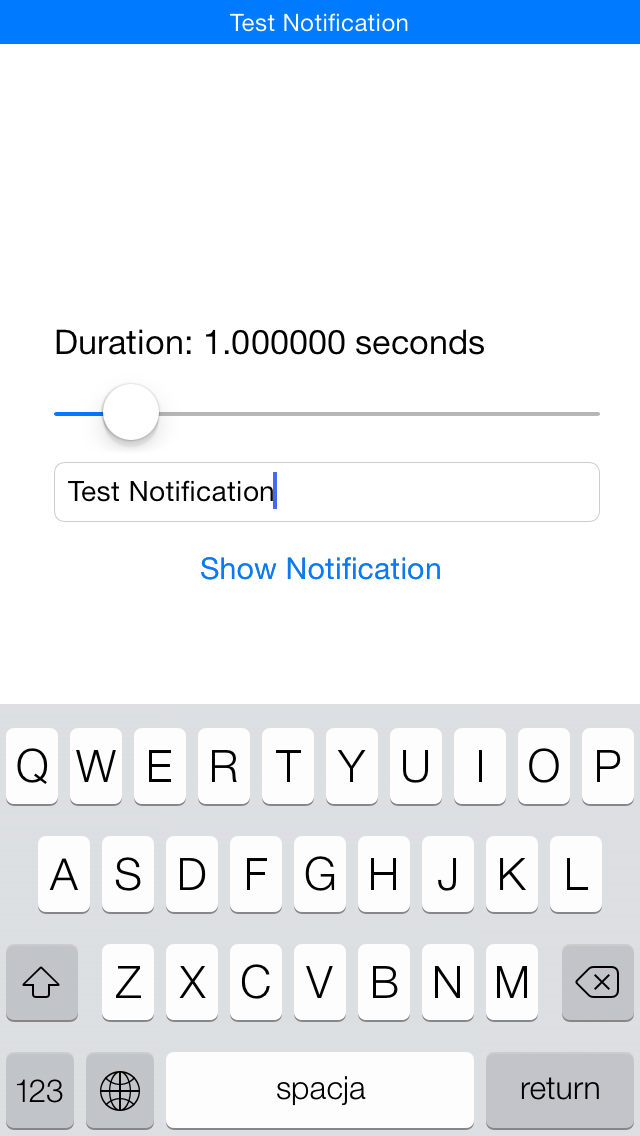 Test Notification
Duration: 1.000000 seconds
Test Notification
Show Notification
Q W E R T Y U I O P
A S D F G H J K L
Z X C V B N M
123 spacja return